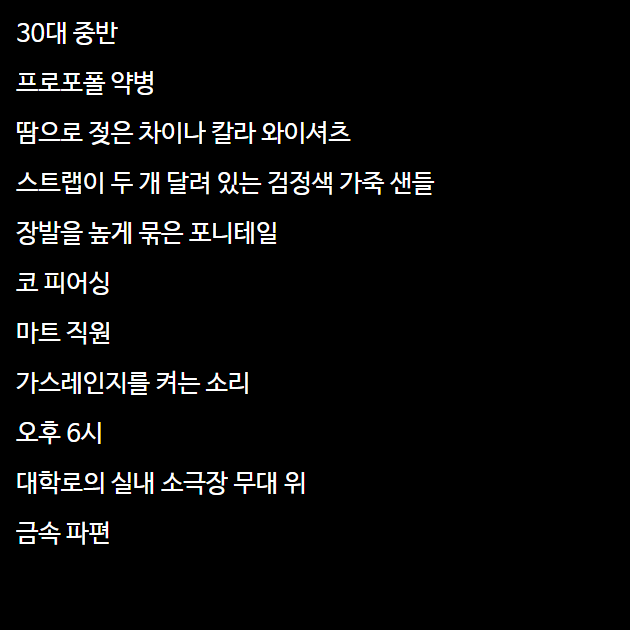 30대 중반
프로포폴 약병
땀으로 젖은 차이나 칼라 와이셔츠
스트랩이 두 개 달려 있는 검정색 가죽 샌들
장발을 높게 묶은 포니테일
코 피어싱
마트 직원
가스레인지를 켜는 소리
오후 6시
대학로의 실내 소극장 무대 위
금속 파편